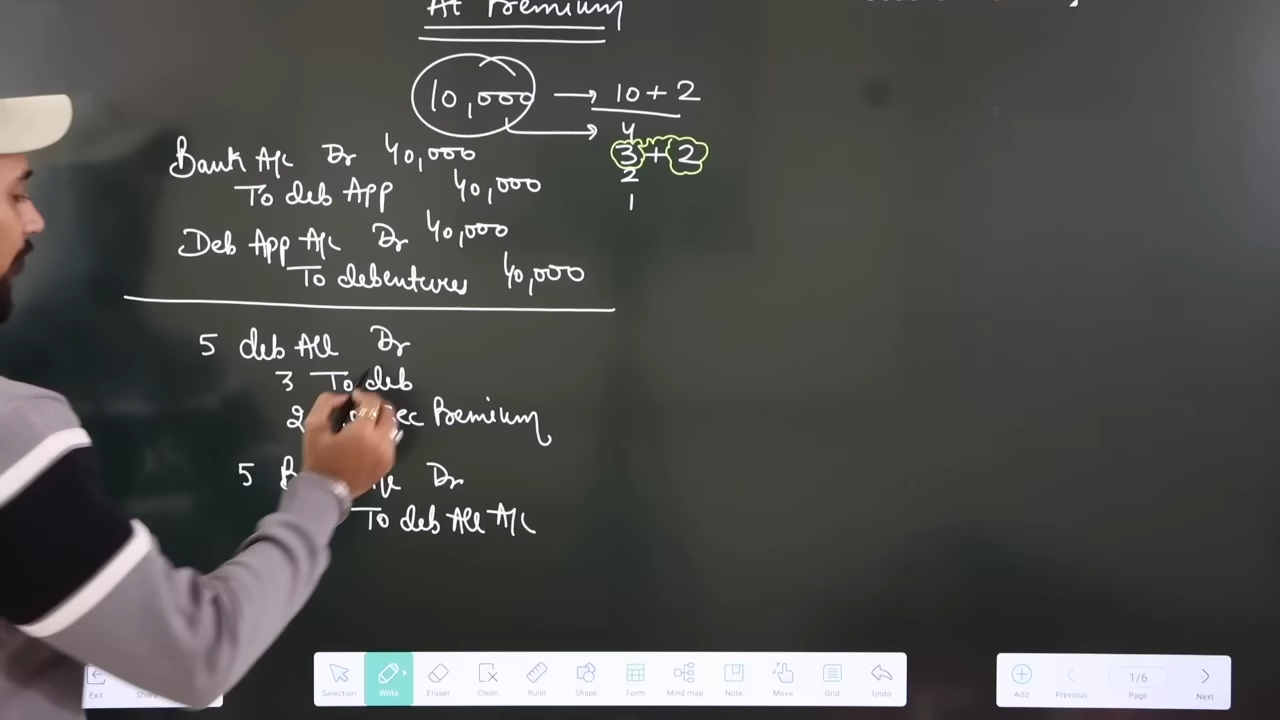 At Premium
10,000 → 10 + 2
→ 4
3 + 2
2
1
Bank A/c Dr 40,000
To deb App 40,000
Deb App A/c Dr 40,000
To debentures 40,000
5 deb All Dr
3 To deb
2 Sec Premium
5 Dr
To deb All A/c
Exit
Selection Write Eraser Clean Ruler Shape Form Mind map Note Move Grid Undo
Add Previous 1/6 Page Next